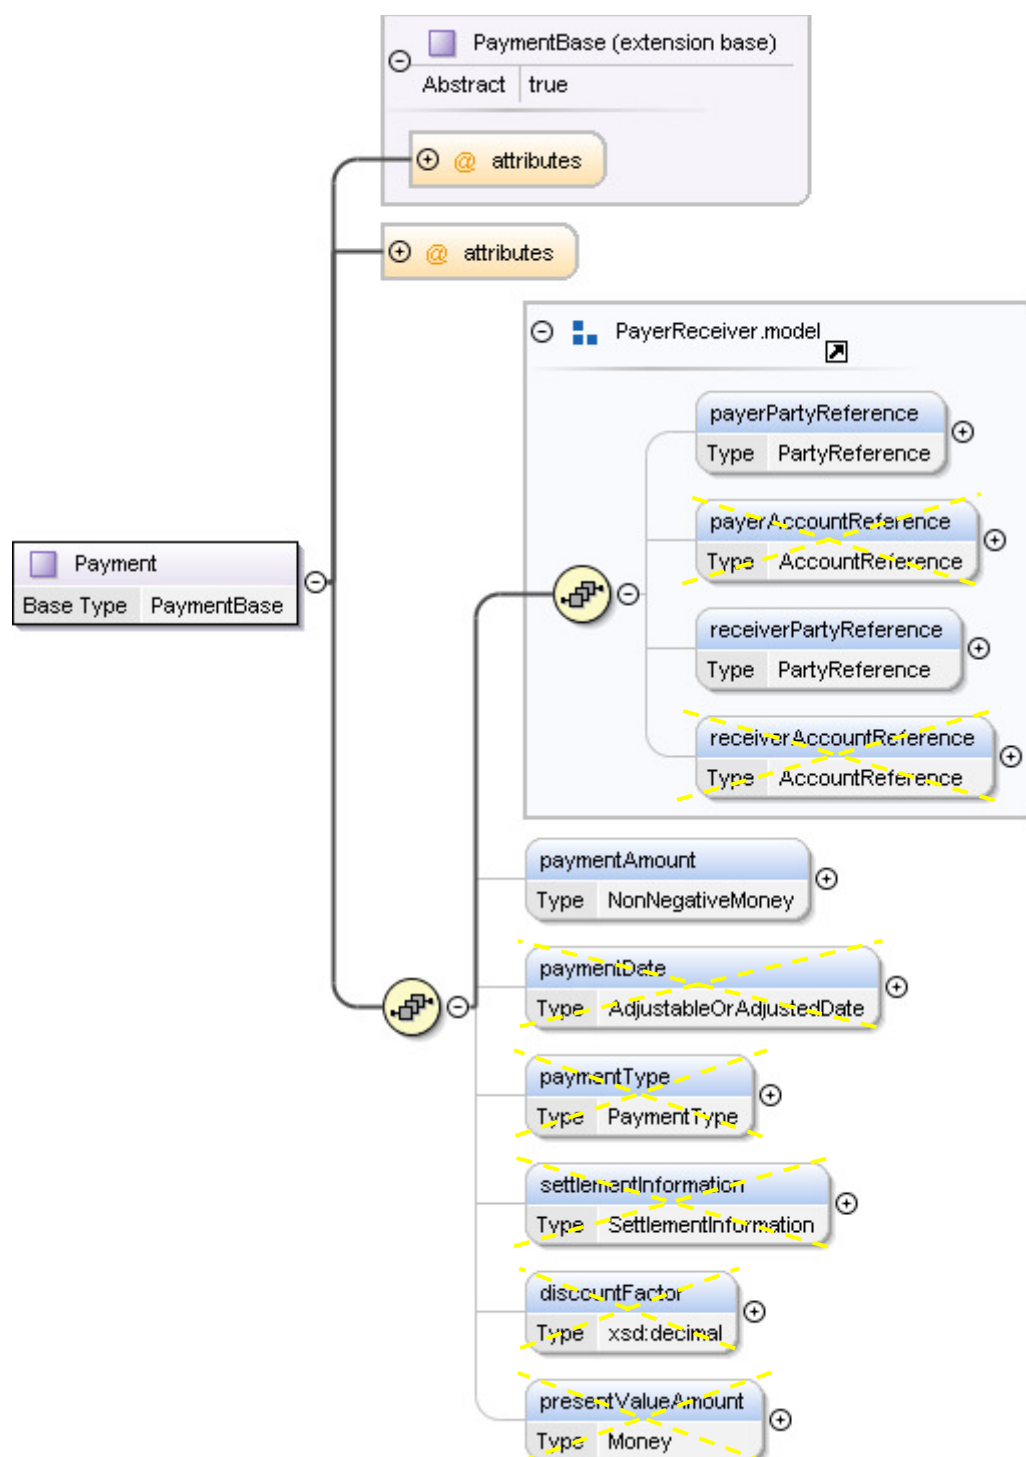 PaymentBase (extension base)
Abstract true
@ attributes
@ attributes
PayerReceiver.model
payerPartyReference
Type PartyReference
payerAccountReference
Type AccountReference
Payment
Base Type PaymentBase
receiverPartyReference
Type PartyReference
receiverAccountReference
Type AccountReference
paymentAmount
Type NonNegativeMoney
paymentDate
Type AdjustableOrAdjustedDate
paymentType
Type PaymentType
settlementInformation
Type SettlementInformation
discountFactor
Type xsd:decimal
presentValueAmount
Type Money